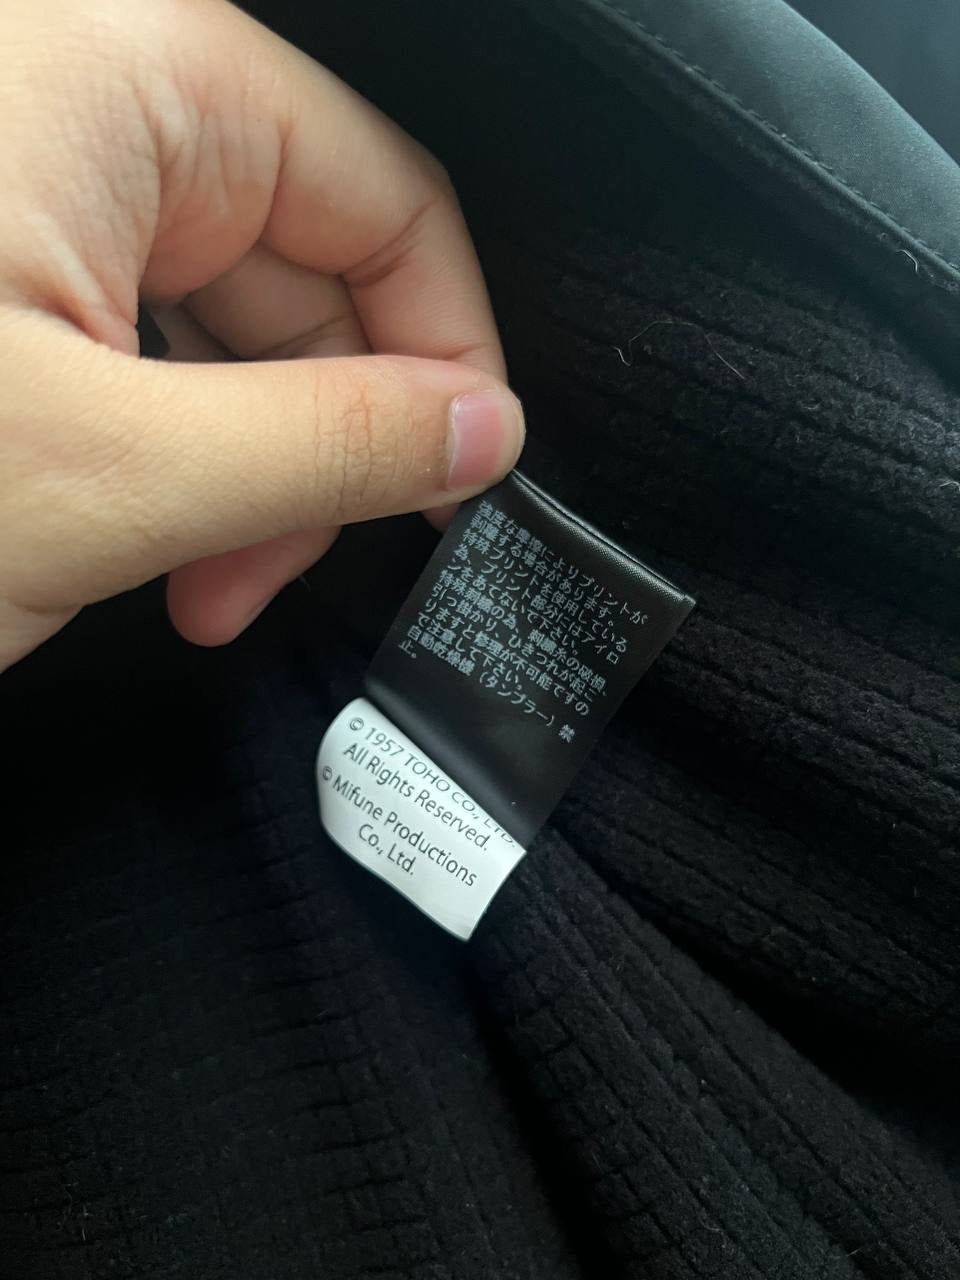 強度な摩擦によりプリントが
剥離する場合があります。
特殊プリントを使用している
為、プリント部分にはアイロ
ンをあてないで下さい。
特殊刺繍の為、刺繍糸の破損、
引っ掛かり、ひきつれが起こ
りますと修理が不可能ですの
で注意して下さい。
自動乾燥機（タンブラー）禁
止。
© 1957 TOHO CO., LTD.
All Rights Reserved.
© Mifune Productions
Co., Ltd.